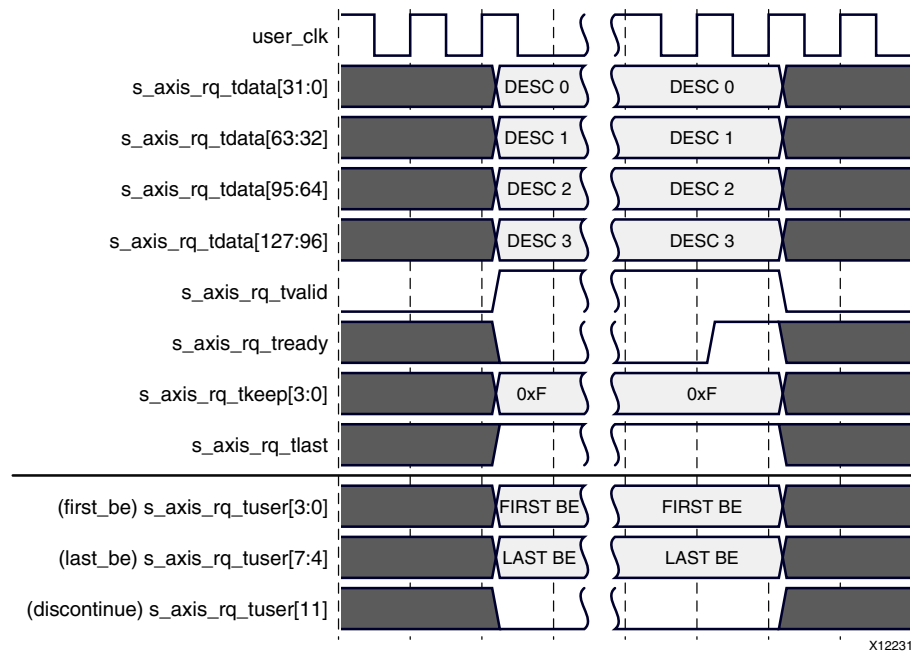 user_clk
s_axis_rq_tdata[31:0] DESC 0 DESC 0
s_axis_rq_tdata[63:32] DESC 1 DESC 1
s_axis_rq_tdata[95:64] DESC 2 DESC 2
s_axis_rq_tdata[127:96] DESC 3 DESC 3
s_axis_rq_tvalid
s_axis_rq_tready
s_axis_rq_tkeep[3:0] 0xF 0xF
s_axis_rq_tlast
(first_be) s_axis_rq_tuser[3:0] FIRST BE FIRST BE
(last_be) s_axis_rq_tuser[7:4] LAST BE LAST BE
(discontinue) s_axis_rq_tuser[11]
X12231